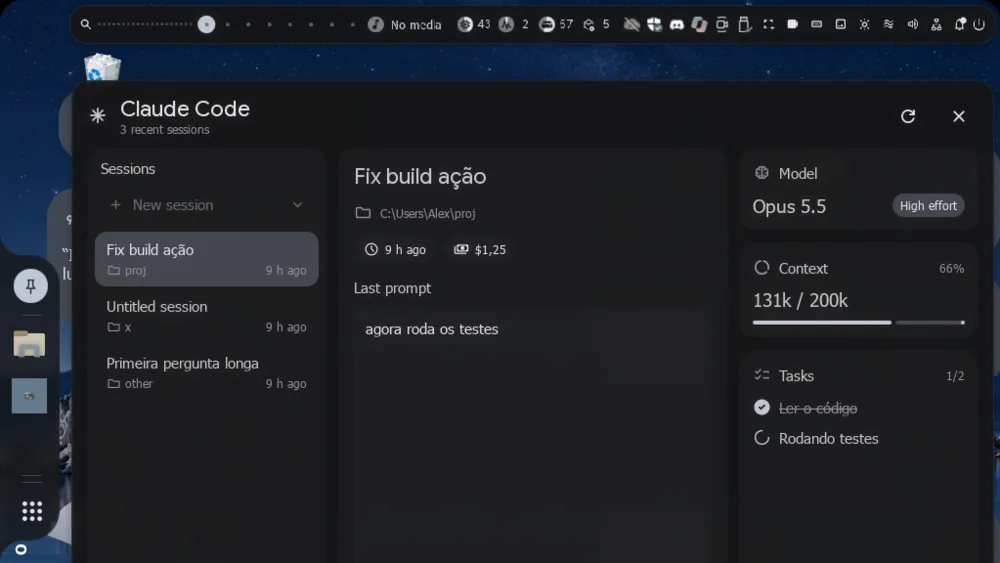 No media
43
2
57
5
Claude Code
3 recent sessions
Sessions
New session
Fix build ação
proj
9 h ago
Untitled session
x
9 h ago
Primeira pergunta longa
other
9 h ago
Fix build ação
C:\Users\Alex\proj
9 h ago
$1,25
Last prompt
agora roda os testes
Model
Opus 5.5
High effort
Context
66%
131k / 200k
Tasks
1/2
Ler o código
Rodando testes